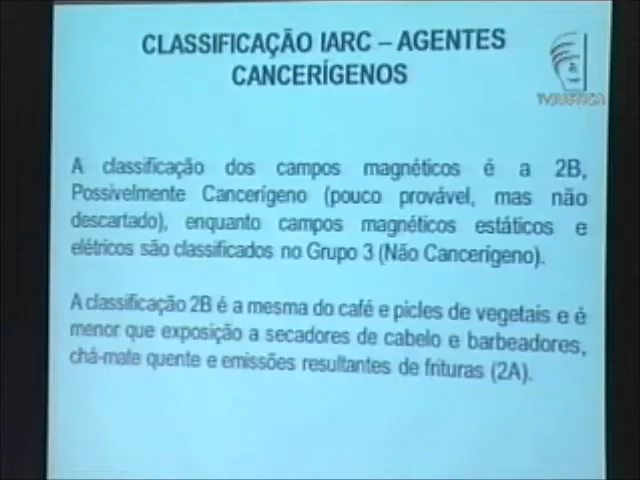 CLASSIFICAÇÃO IARC – AGENTES
CANCERÍGENOS
TVJUSTIÇA
A classificação dos campos magnéticos é a 2B,
Possivelmente Cancerígeno (pouco provável, mas não
descartado), enquanto campos magnéticos estáticos e
elétricos são classificados no Grupo 3 (Não Cancerígeno).
A classificação 2B é a mesma do café e picles de vegetais e é
menor que exposição a secadores de cabelo e barbeadores,
chá-mate quente e emissões resultantes de frituras (2A).